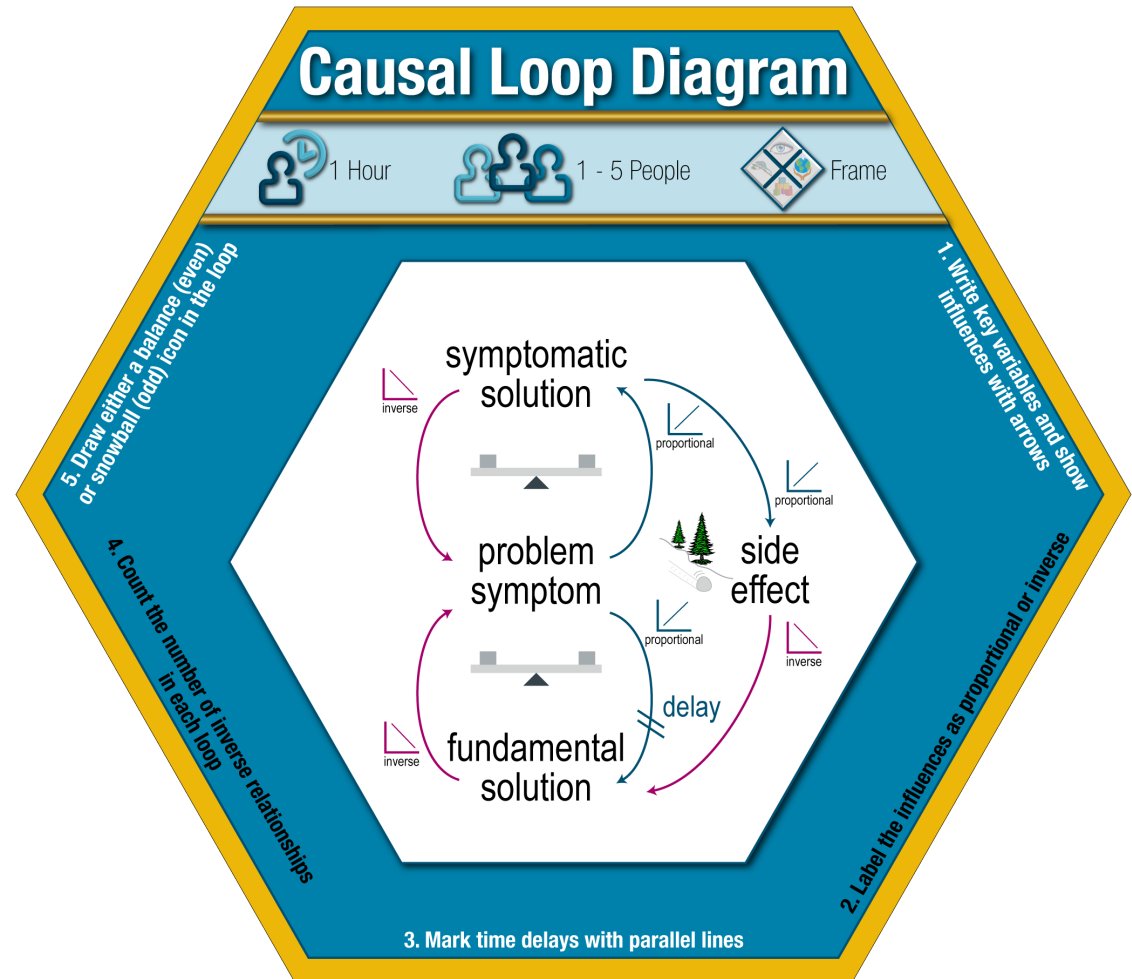 Causal Loop Diagram
1 Hour
1 - 5 People
Frame
1. Write key variables and show
influences with arrows
2. Label the influences as proportional or inverse
3. Mark time delays with parallel lines
4. Count the number of inverse relationships
in each loop
5. Draw either a balance (even)
or snowball (odd) icon in the loop
symptomatic
solution
inverse
proportional
proportional
problem
symptom
side
effect
proportional
inverse
delay
inverse
fundamental
solution